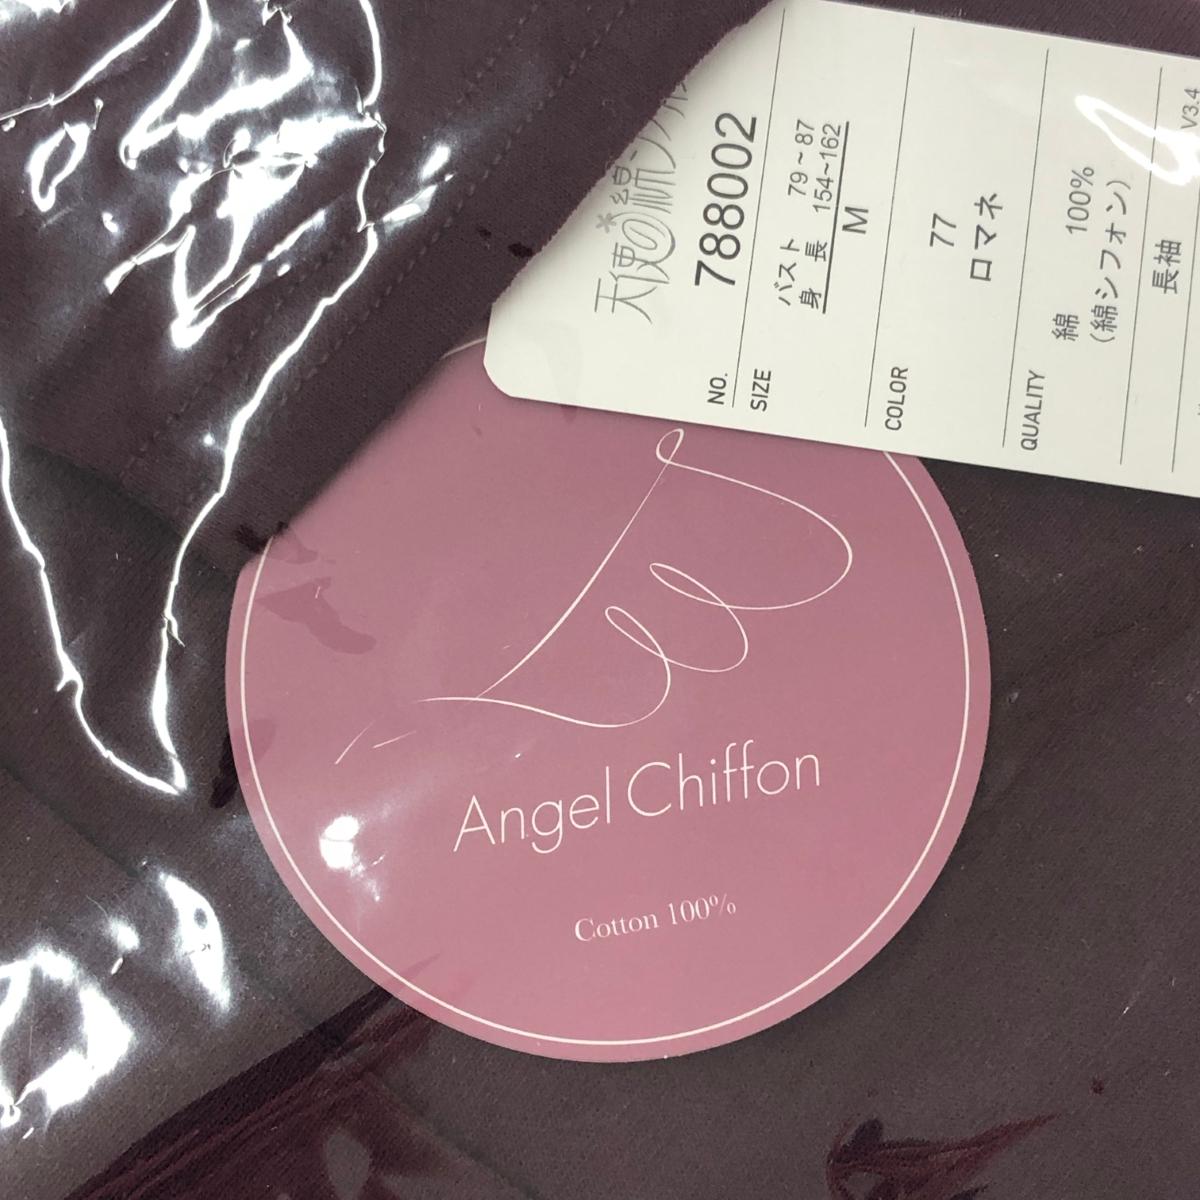 天使の綿シフォン
NO. 788002
SIZE
バスト 79~87
身長 154~162
M
COLOR
77
ロマネ
QUALITY
綿 100%
(綿シフォン)
長袖
V3.4
Angel Chiffon
Cotton 100%